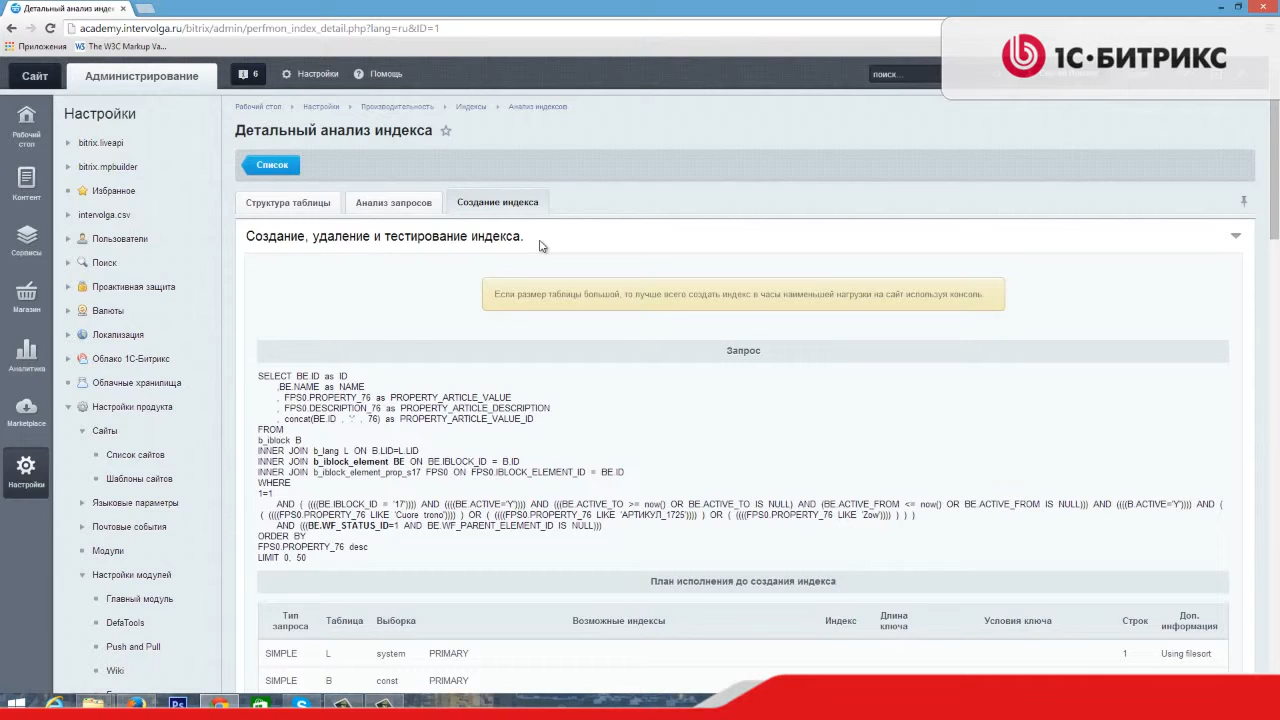 Детальный анализ индекс
academy.intervolga.ru/bitrix/admin/perfmon_index_detail.php?lang=ru&ID=1
Приложения The W3C Markup Va...
1С·БИТРИКС
Сайт Администрирование 6 Настройки Помощь поиск...
Рабочий стол
Контент
Сервисы
Магазин
Аналитика
Marketplace
Настройки
Настройки
bitrix.liveapi
bitrix.mpbuilder
Избранное
intervolga.csv
Пользователи
Поиск
Проактивная защита
Валюты
Локализация
Облако 1С-Битрикс
Облачные хранилища
Настройки продукта
Сайты
Список сайтов
Шаблоны сайтов
Языковые параметры
Почтовые события
Модули
Настройки модулей
Главный модуль
DefaTools
Push and Pull
Wiki
Рабочий стол Настройки Производительность Индексы Анализ индексов
Детальный анализ индекса
Список
Структура таблицы Анализ запросов Создание индекса
Создание, удаление и тестирование индекса.
Если размер таблицы большой, то лучше всего создать индекс в часы наименьшей нагрузки на сайт используя консоль.
Запрос
SELECT BE.ID as ID
,BE.NAME as NAME
, FPS0.PROPERTY_76 as PROPERTY_ARTICLE_VALUE
, FPS0.DESCRIPTION_76 as PROPERTY_ARTICLE_DESCRIPTION
, concat(BE.ID , ':' , 76) as PROPERTY_ARTICLE_VALUE_ID
FROM
b_iblock B
INNER JOIN b_lang L ON B.LID=L.LID
INNER JOIN b_iblock_element BE ON BE.IBLOCK_ID = B.ID
INNER JOIN b_iblock_element_prop_s17 FPS0 ON FPS0.IBLOCK_ELEMENT_ID = BE.ID
WHERE
1=1
AND ( ((((BE.IBLOCK_ID = '17')))) AND ((((BE.ACTIVE='Y')))) AND (((BE.ACTIVE_TO >= now() OR BE.ACTIVE_TO IS NULL) AND (BE.ACTIVE_FROM <= now() OR BE.ACTIVE_FROM IS NULL))) AND ((((B.ACTIVE='Y')))) AND (
( ((((FPS0.PROPERTY_76 LIKE 'Cuore trono')))) ) OR ( ((((FPS0.PROPERTY_76 LIKE 'АРТИКУЛ_1725')))) ) OR ( ((((FPS0.PROPERTY_76 LIKE 'Zow')))) ) ) )
AND (((BE.WF_STATUS_ID=1 AND BE.WF_PARENT_ELEMENT_ID IS NULL)))
ORDER BY
FPS0.PROPERTY_76 desc
LIMIT 0, 50
План исполнения до создания индекса
Тип запроса Таблица Выборка Возможные индексы Индекс Длина ключа Условия ключа Строк Доп. информация
SIMPLE L system PRIMARY 1 Using filesort
SIMPLE B const PRIMARY